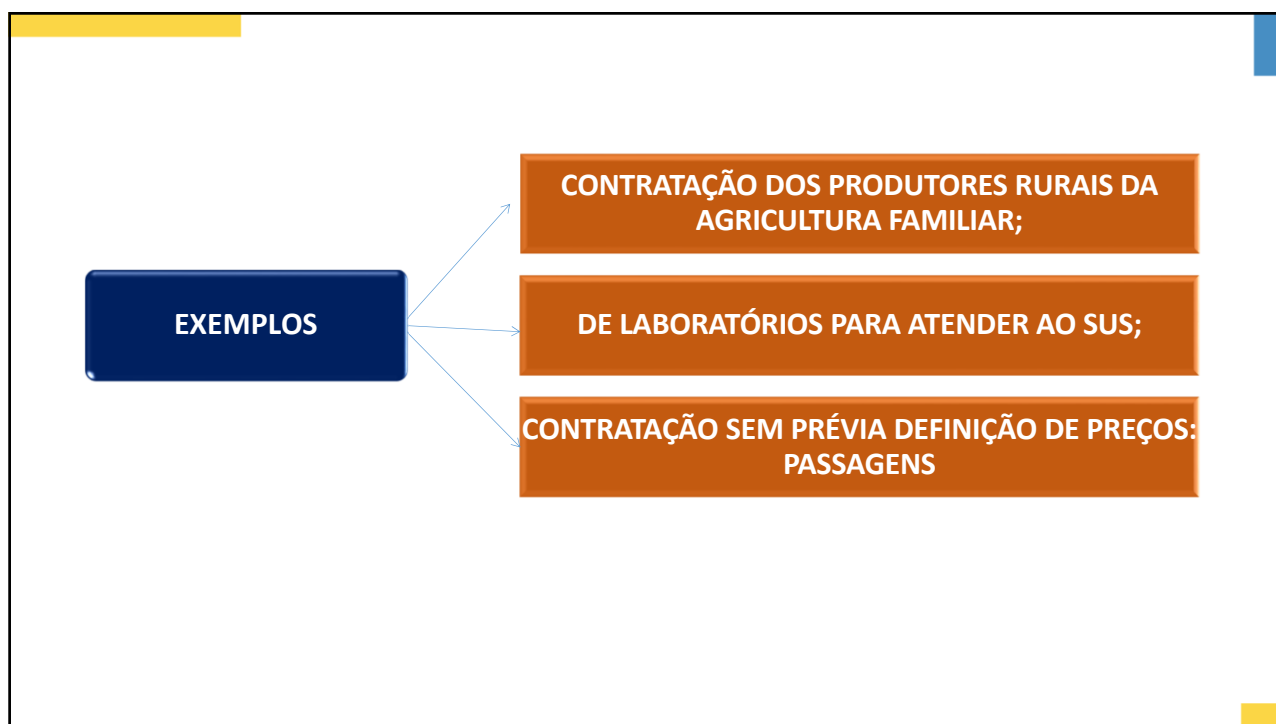 EXEMPLOS
CONTRATAÇÃO DOS PRODUTORES RURAIS DA
AGRICULTURA FAMILIAR;
DE LABORATÓRIOS PARA ATENDER AO SUS;
CONTRATAÇÃO SEM PRÉVIA DEFINIÇÃO DE PREÇOS:
PASSAGENS